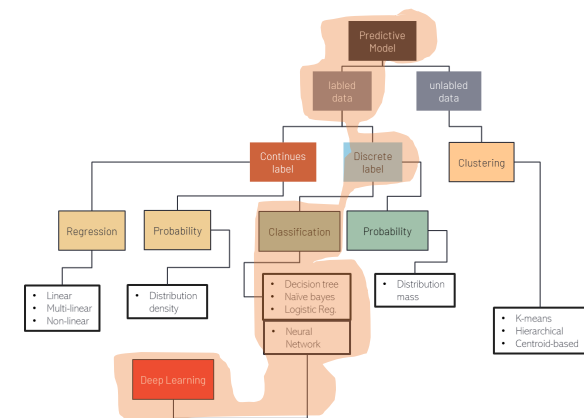 Predictive
Model
labled
data
unlabled
data
Continues
label
Discrete
label
Clustering
Regression
Probability
Classification
Probability
• Linear
• Multi-linear
• Non-linear
• Distribution
density
• Decision tree
• Naïve bayes
• Logistic Reg.
• Neural
Network
• Distribution
mass
• K-means
• Hierarchical
• Centroid-based
Deep Learning